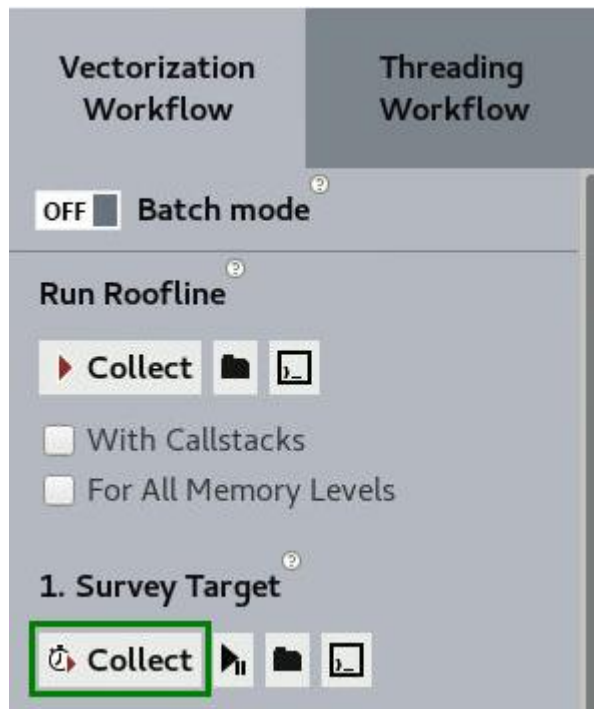 Vectorization
Workflow
Threading
Workflow
OFF Batch mode ?
Run Roofline ?
Collect
With Callstacks
For All Memory Levels
1. Survey Target ?
Collect